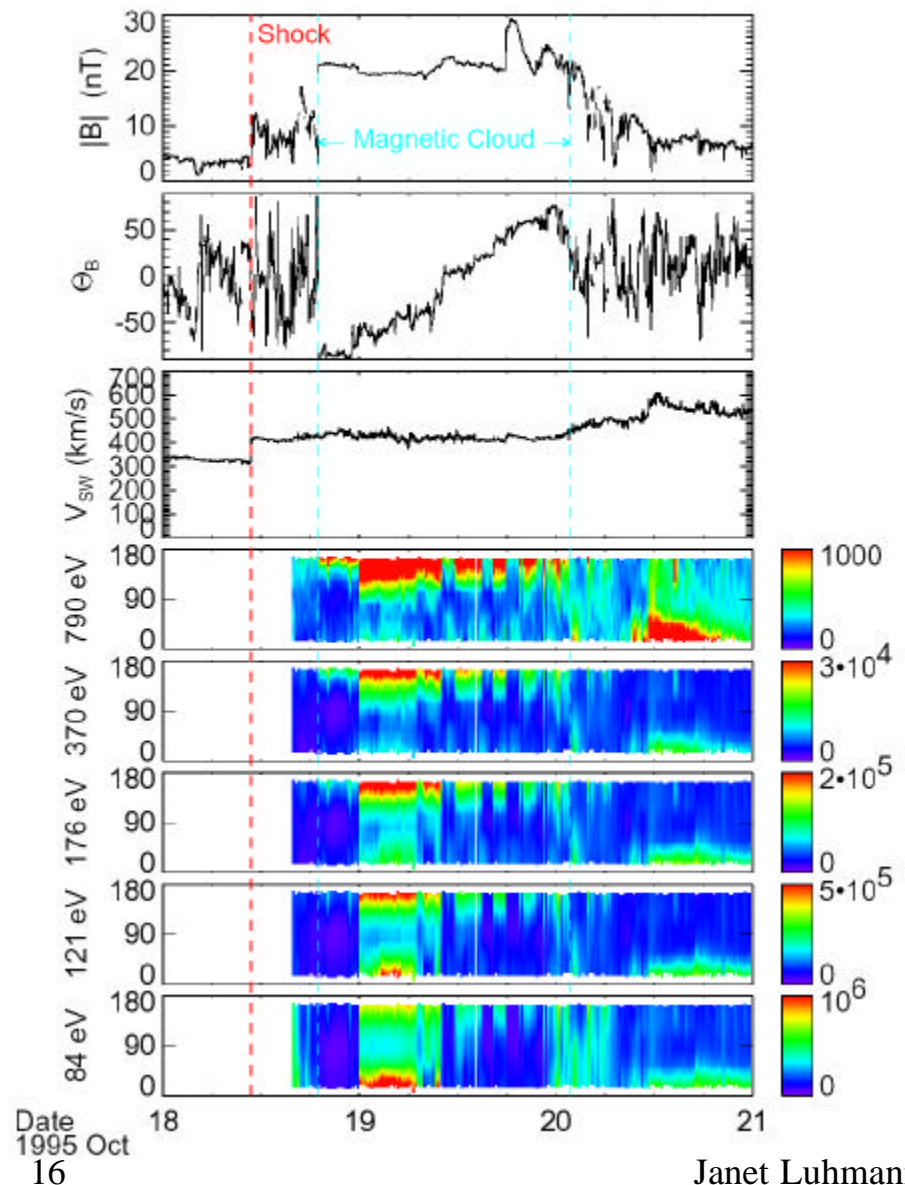 30
20
10
0
|B| (nT)
Shock
← Magnetic Cloud →
50
0
-50
Θ_B
700
600
500
400
300
200
100
0
V_SW (km/s)
180
90
0
790 eV
1000
0
180
90
0
370 eV
3•10^4
0
180
90
0
176 eV
2•10^5
0
180
90
0
121 eV
5•10^5
0
180
90
0
84 eV
10^6
0
Date
1995 Oct
18 19 20 21
16
Janet Luhman